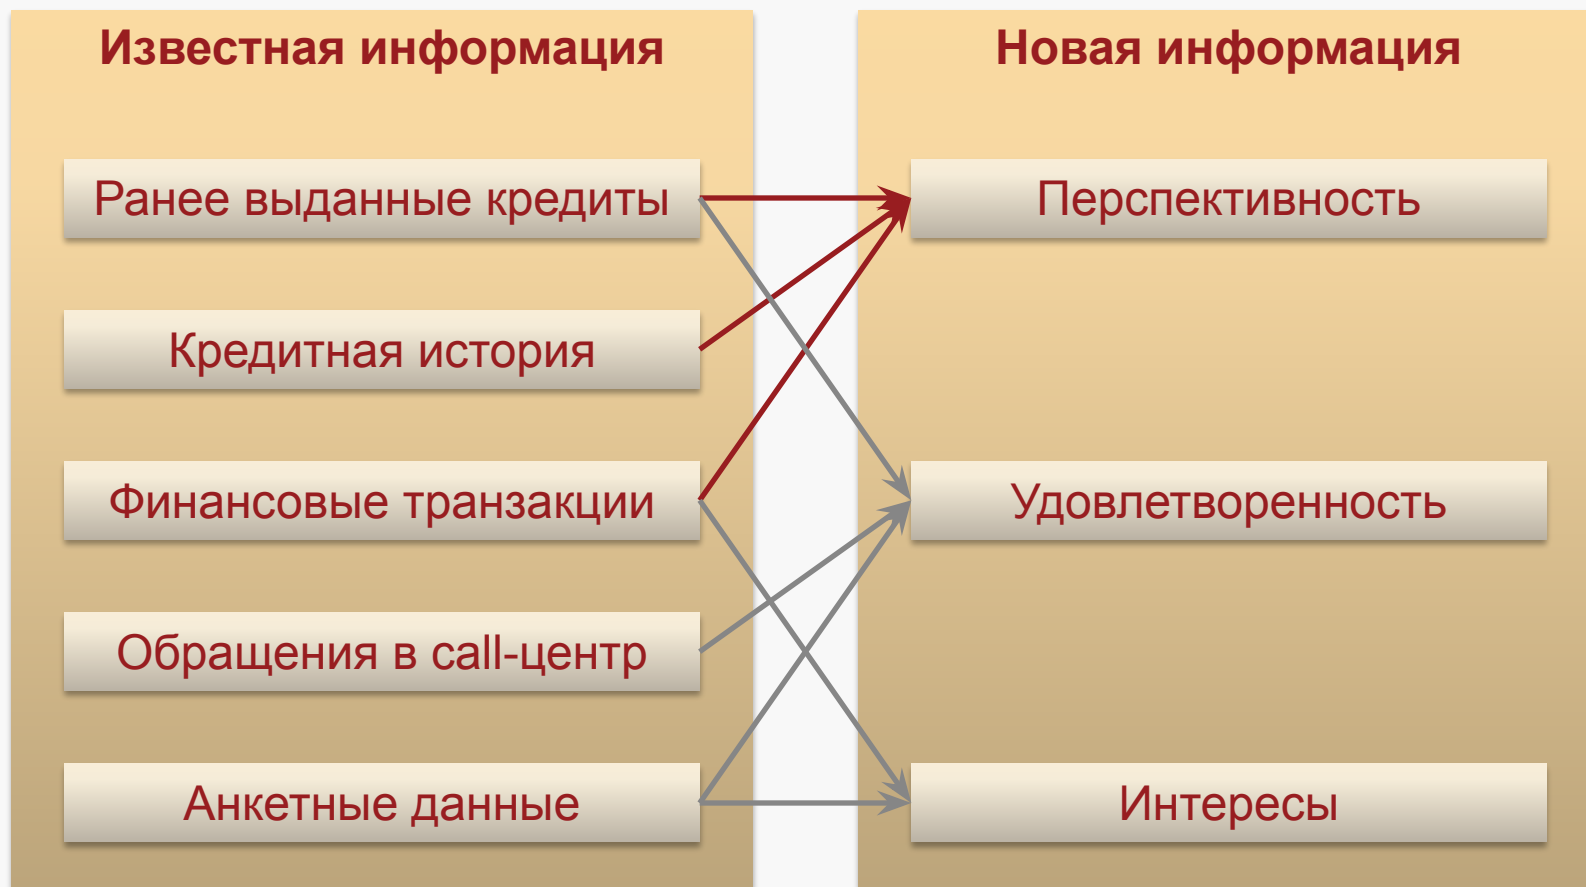 Известная информация
Ранее выданные кредиты
Кредитная история
Финансовые транзакции
Обращения в call-центр
Анкетные данные
Новая информация
Перспективность
Удовлетворенность
Интересы